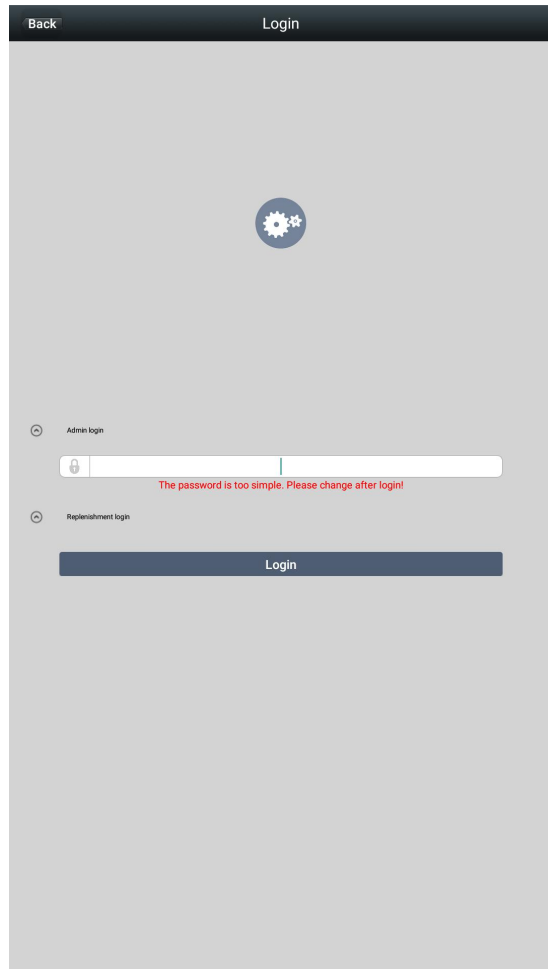 Back
Login
Admin login
The password is too simple. Please change after login!
Replenishment login
Login